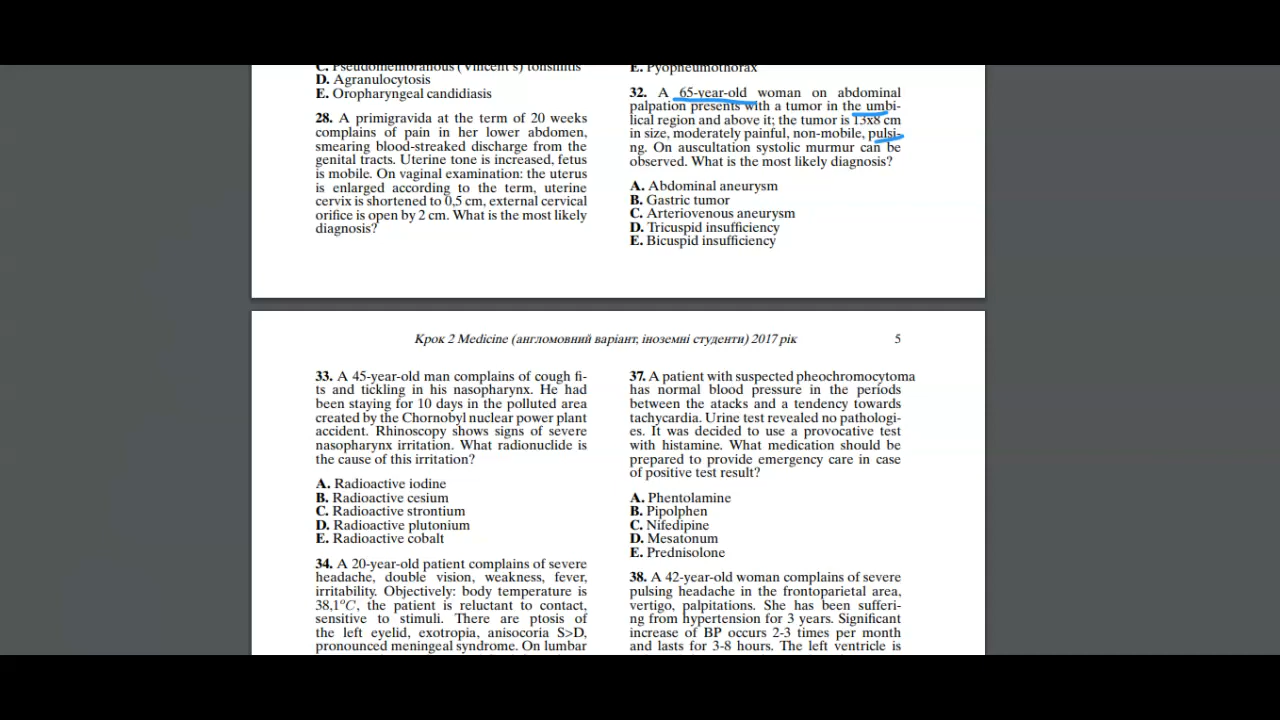 C. Pseudomembranous (Vincent's) tonsillitis
D. Agranulocytosis
E. Oropharyngeal candidiasis
28. A primigravida at the term of 20 weeks
complains of pain in her lower abdomen,
smearing blood-streaked discharge from the
genital tracts. Uterine tone is increased, fetus
is mobile. On vaginal examination: the uterus
is enlarged according to the term, uterine
cervix is shortened to 0,5 cm, external cervical
orifice is open by 2 cm. What is the most likely
diagnosis?
E. Pyopneumothorax
32. A 65-year-old woman on abdominal
palpation presents with a tumor in the umbi-
lical region and above it; the tumor is 13x8 cm
in size, moderately painful, non-mobile, pulsi-
ng. On auscultation systolic murmur can be
observed. What is the most likely diagnosis?
A. Abdominal aneurysm
B. Gastric tumor
C. Arteriovenous aneurysm
D. Tricuspid insufficiency
E. Bicuspid insufficiency
Крок 2 Medicine (англомовний варіант, іноземні студенти) 2017 рік 5
33. A 45-year-old man complains of cough fi-
ts and tickling in his nasopharynx. He had
been staying for 10 days in the polluted area
created by the Chornobyl nuclear power plant
accident. Rhinoscopy shows signs of severe
nasopharynx irritation. What radionuclide is
the cause of this irritation?
A. Radioactive iodine
B. Radioactive cesium
C. Radioactive strontium
D. Radioactive plutonium
E. Radioactive cobalt
34. A 20-year-old patient complains of severe
headache, double vision, weakness, fever,
irritability. Objectively: body temperature is
38,1°C, the patient is reluctant to contact,
sensitive to stimuli. There are ptosis of
the left eyelid, exotropia, anisocoria S>D,
pronounced meningeal syndrome. On lumbar
37. A patient with suspected pheochromocytoma
has normal blood pressure in the periods
between the atacks and a tendency towards
tachycardia. Urine test revealed no pathologi-
es. It was decided to use a provocative test
with histamine. What medication should be
prepared to provide emergency care in case
of positive test result?
A. Phentolamine
B. Pipolphen
C. Nifedipine
D. Mesatonum
E. Prednisolone
38. A 42-year-old woman complains of severe
pulsing headache in the frontoparietal area,
vertigo, palpitations. She has been sufferi-
ng from hypertension for 3 years. Significant
increase of BP occurs 2-3 times per month
and lasts for 3-8 hours. The left ventricle is